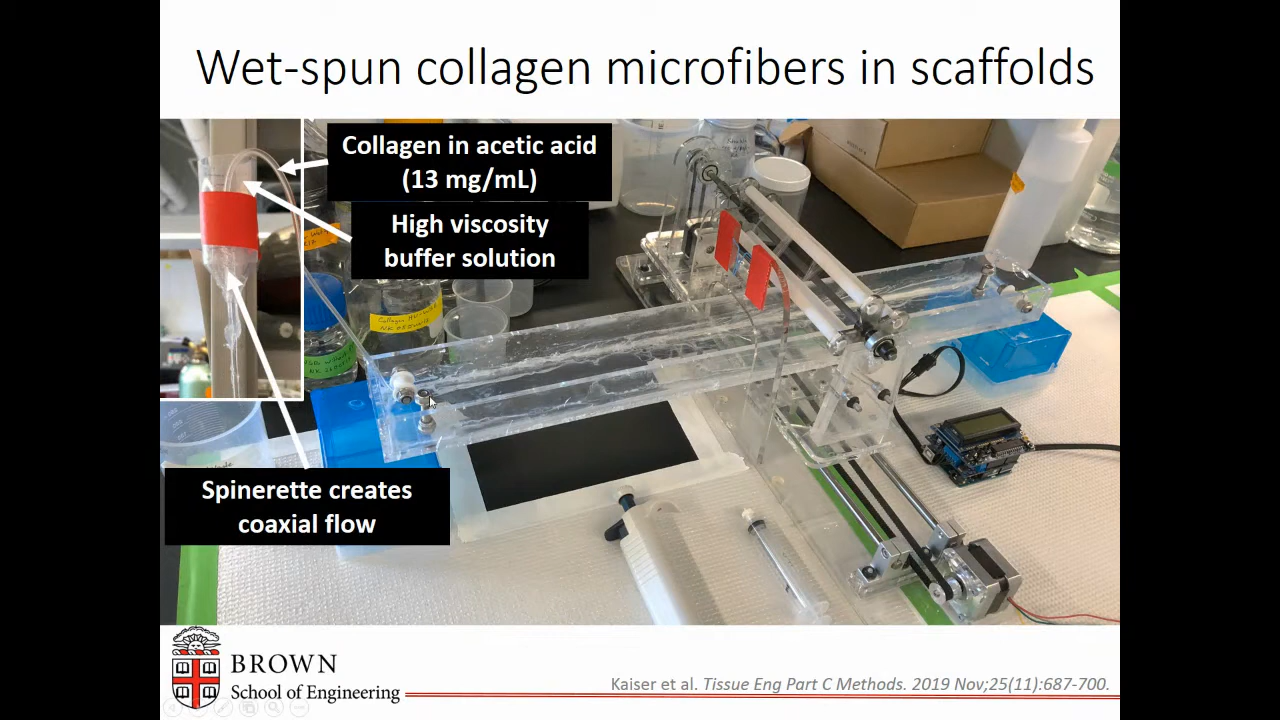 Wet-spun collagen microfibers in scaffolds
Collagen in acetic acid
(13 mg/mL)
High viscosity
buffer solution
Spinerette creates
coaxial flow
BROWN
School of Engineering
Kaiser et al. Tissue Eng Part C Methods. 2019 Nov;25(11):687-700.